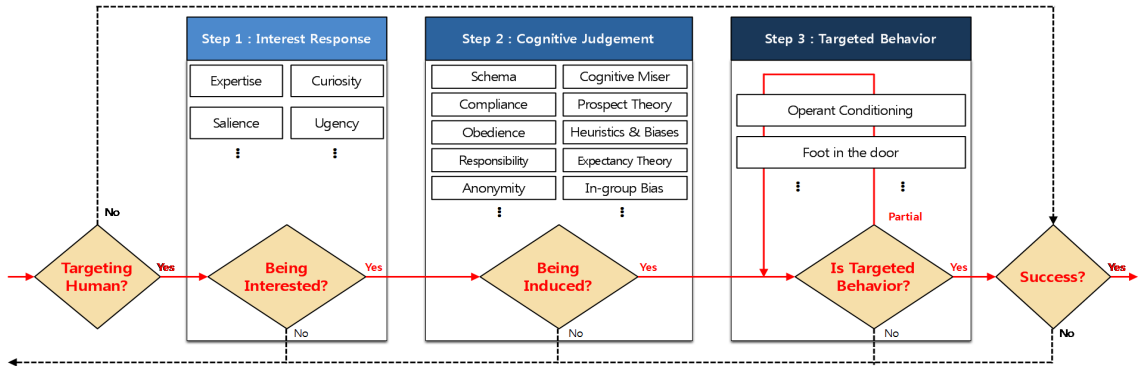 Step 1 : Interest Response
Expertise
Curiosity
Salience
Ugency
Step 2 : Cognitive Judgement
Schema
Cognitive Miser
Compliance
Prospect Theory
Obedience
Heuristics & Biases
Responsibility
Expectancy Theory
Anonymity
In-group Bias
Step 3 : Targeted Behavior
Operant Conditioning
Foot in the door
Partial
No
Targeting
Human?
Yes
Being
Interested?
Yes
No
Being
Induced?
Yes
No
Is Targeted
Behavior?
Yes
No
Success?
Yes
No